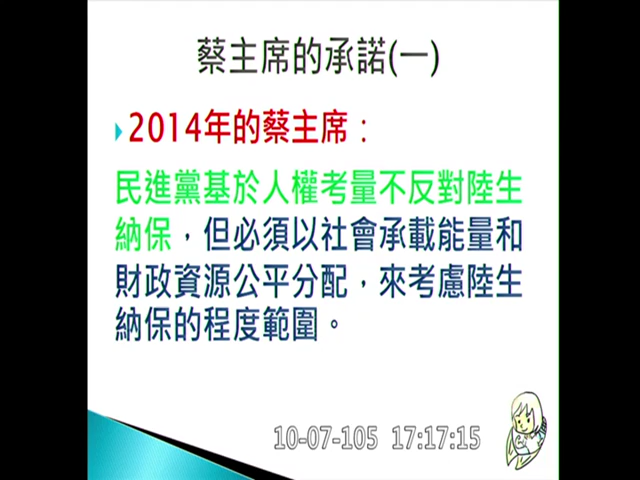 蔡主席的承諾(一)
2014年的蔡主席：
民進黨基於人權考量不反對陸生
納保，但必須以社會承載能量和
財政資源公平分配，來考慮陸生
納保的程度範圍。
10-07-105 17:17:15